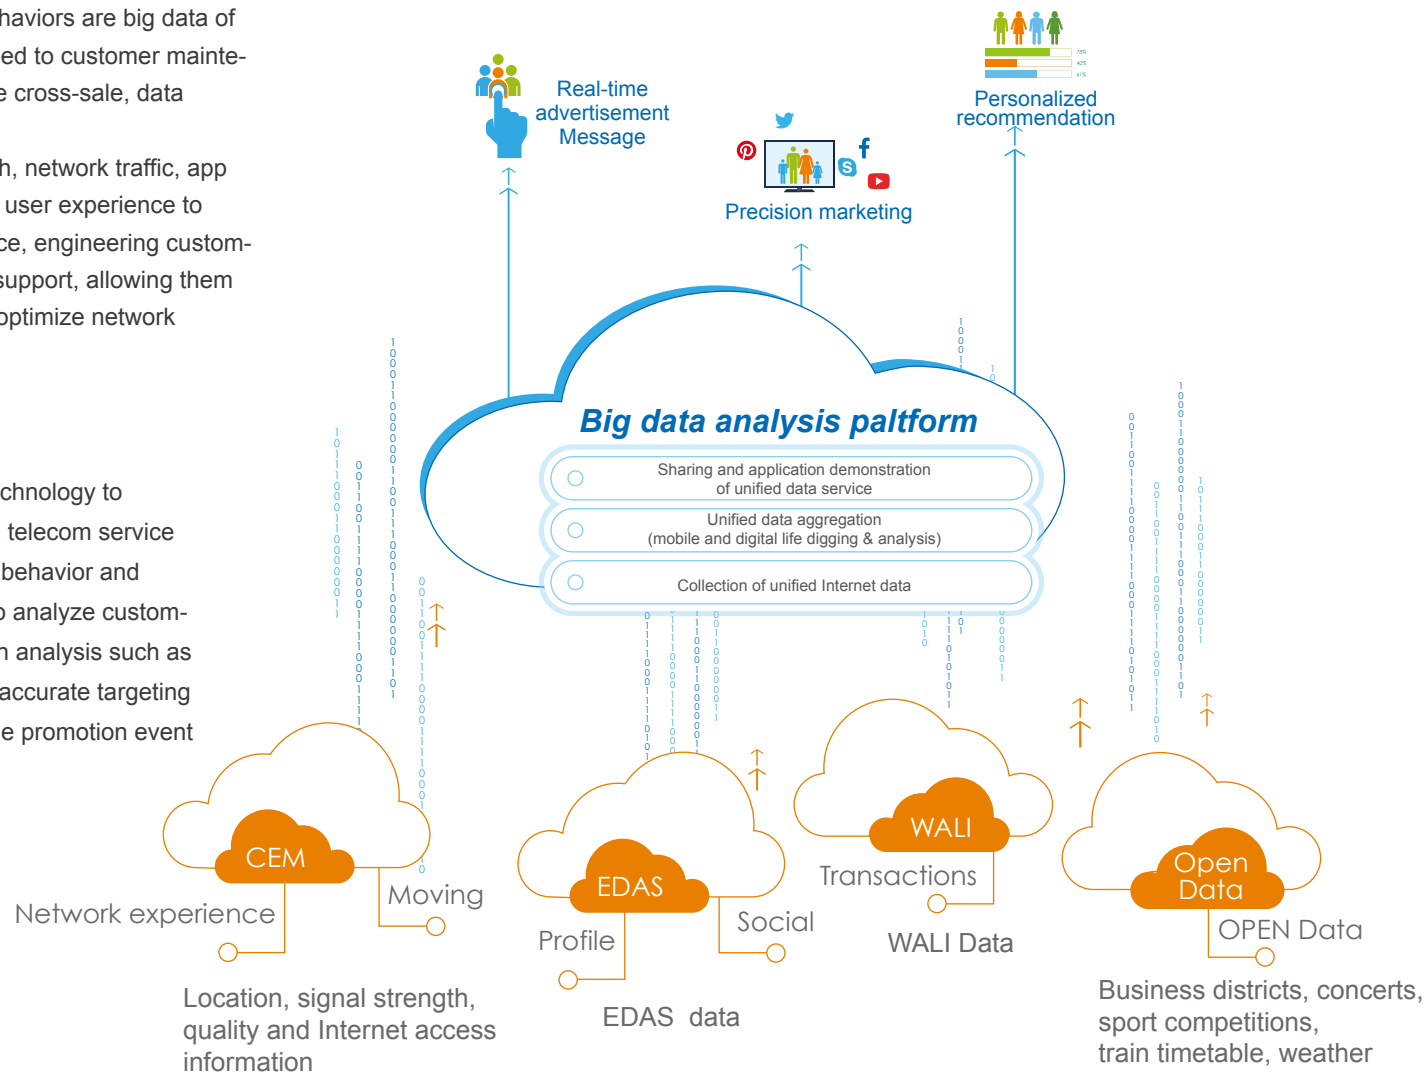 haviors are big data of
ed to customer mainte-
e cross-sale, data
h, network traffic, app
user experience to
ce, engineering custom-
support, allowing them
optimize network
chnology to
telecom service
behavior and
o analyze custom-
n analysis such as
accurate targeting
e promotion event
Real-time
advertisement
Message
Precision marketing
78%
40%
61%
Personalized
recommendation
Big data analysis paltform
Sharing and application demonstration
of unified data service
Unified data aggregation
(mobile and digital life digging & analysis)
Collection of unified Internet data
CEM
Network experience
Moving
Location, signal strength,
quality and Internet access
information
EDAS
Profile
Social
EDAS data
WALI
Transactions
WALI Data
Open
Data
OPEN Data
Business districts, concerts,
sport competitions,
train timetable, weather